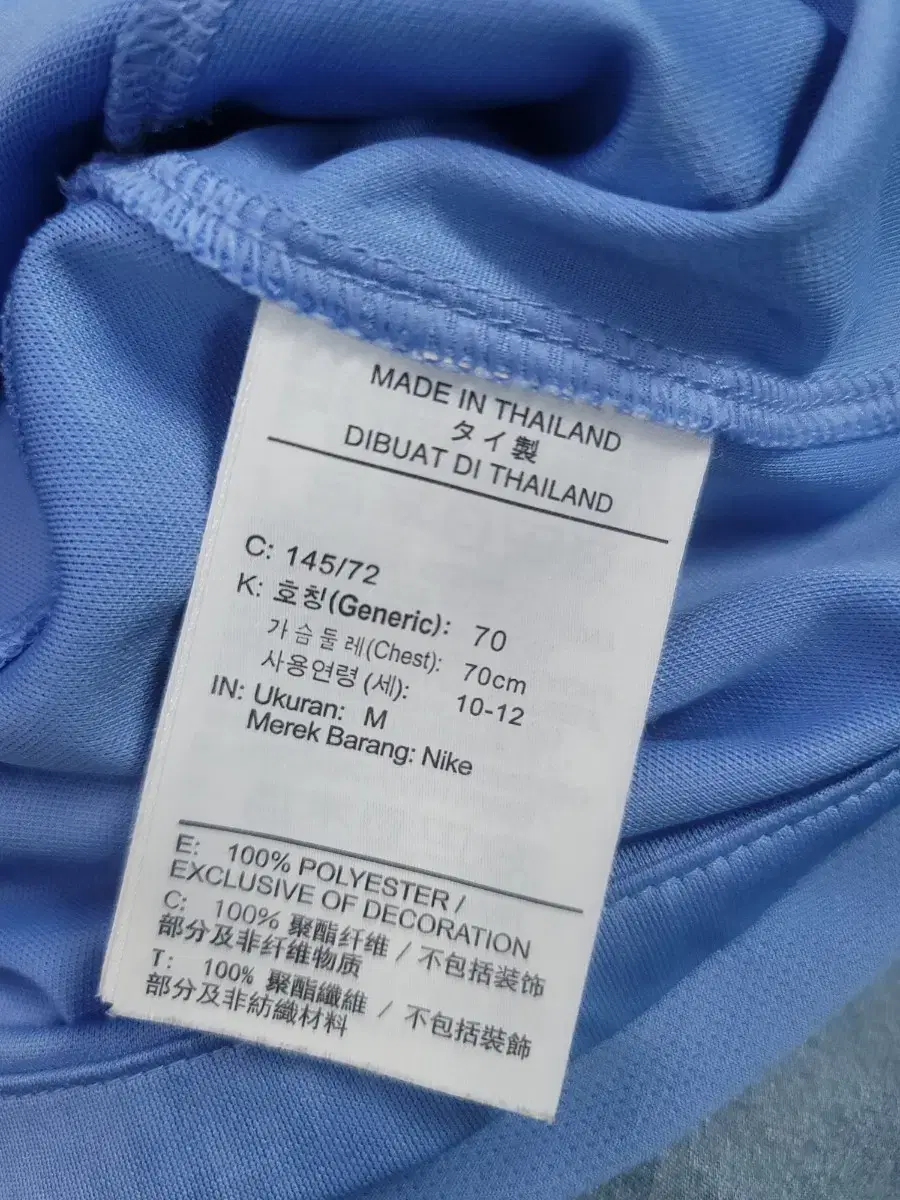 MADE IN THAILAND
タイ製
DIBUAT DI THAILAND
C: 145/72
K: 호칭(Generic): 70
가슴둘레(Chest): 70cm
사용연령(세): 10-12
IN: Ukuran: M
Merek Barang: Nike
E: 100% POLYESTER /
EXCLUSIVE OF DECORATION
C: 100% 聚酯纤维 / 不包括装饰
部分及非纤维物质
T: 100% 聚酯纖維 / 不包括裝飾
部分及非紡織材料